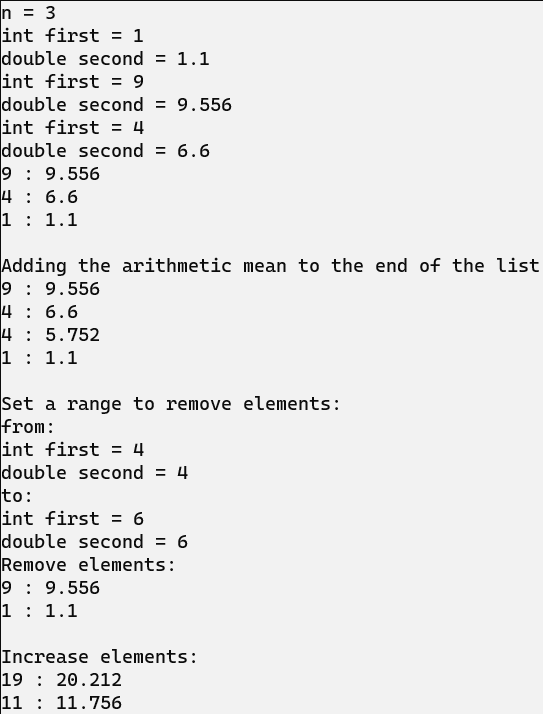 n = 3
int first = 1
double second = 1.1
int first = 9
double second = 9.556
int first = 4
double second = 6.6
9 : 9.556
4 : 6.6
1 : 1.1
Adding the arithmetic mean to the end of the list
9 : 9.556
4 : 6.6
4 : 5.752
1 : 1.1
Set a range to remove elements:
from:
int first = 4
double second = 4
to:
int first = 6
double second = 6
Remove elements:
9 : 9.556
1 : 1.1
Increase elements:
19 : 20.212
11 : 11.756